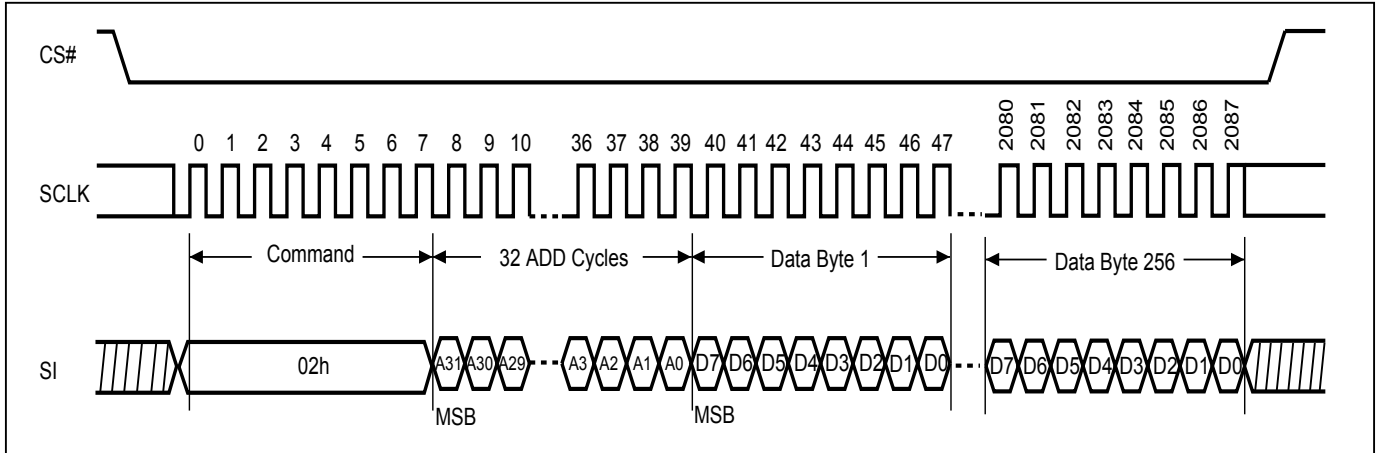 CS#
2080 2081 2082 2083 2084 2085 2086 2087
0 1 2 3 4 5 6 7 8 9 10 36 37 38 39 40 41 42 43 44 45 46 47
SCLK
Command 32 ADD Cycles Data Byte 1 Data Byte 256
SI 02h A31 A30 A29 A3 A2 A1 A0 D7 D6 D5 D4 D3 D2 D1 D0 D7 D6 D5 D4 D3 D2 D1 D0
MSB MSB